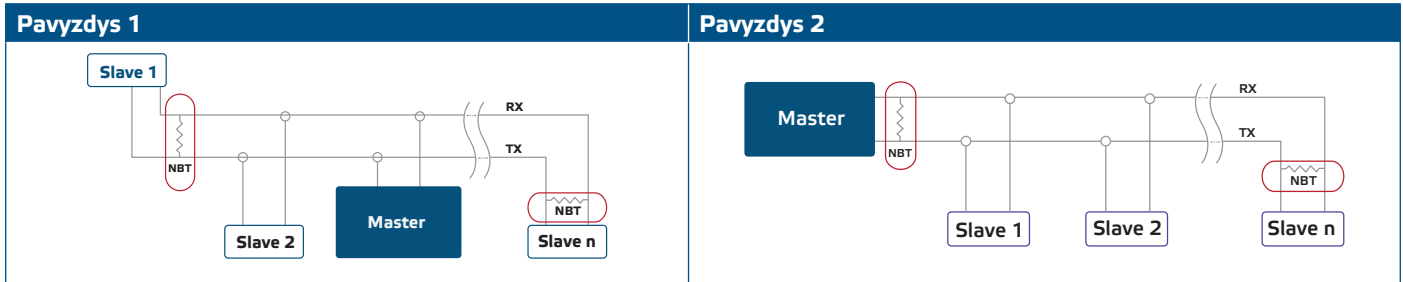 Pavyzdys 1
Slave 1
RX
TX
NBT
NBT
Master
Slave 2
Slave n
Pavyzdys 2
Master
RX
TX
NBT
NBT
Slave 1
Slave 2
Slave n